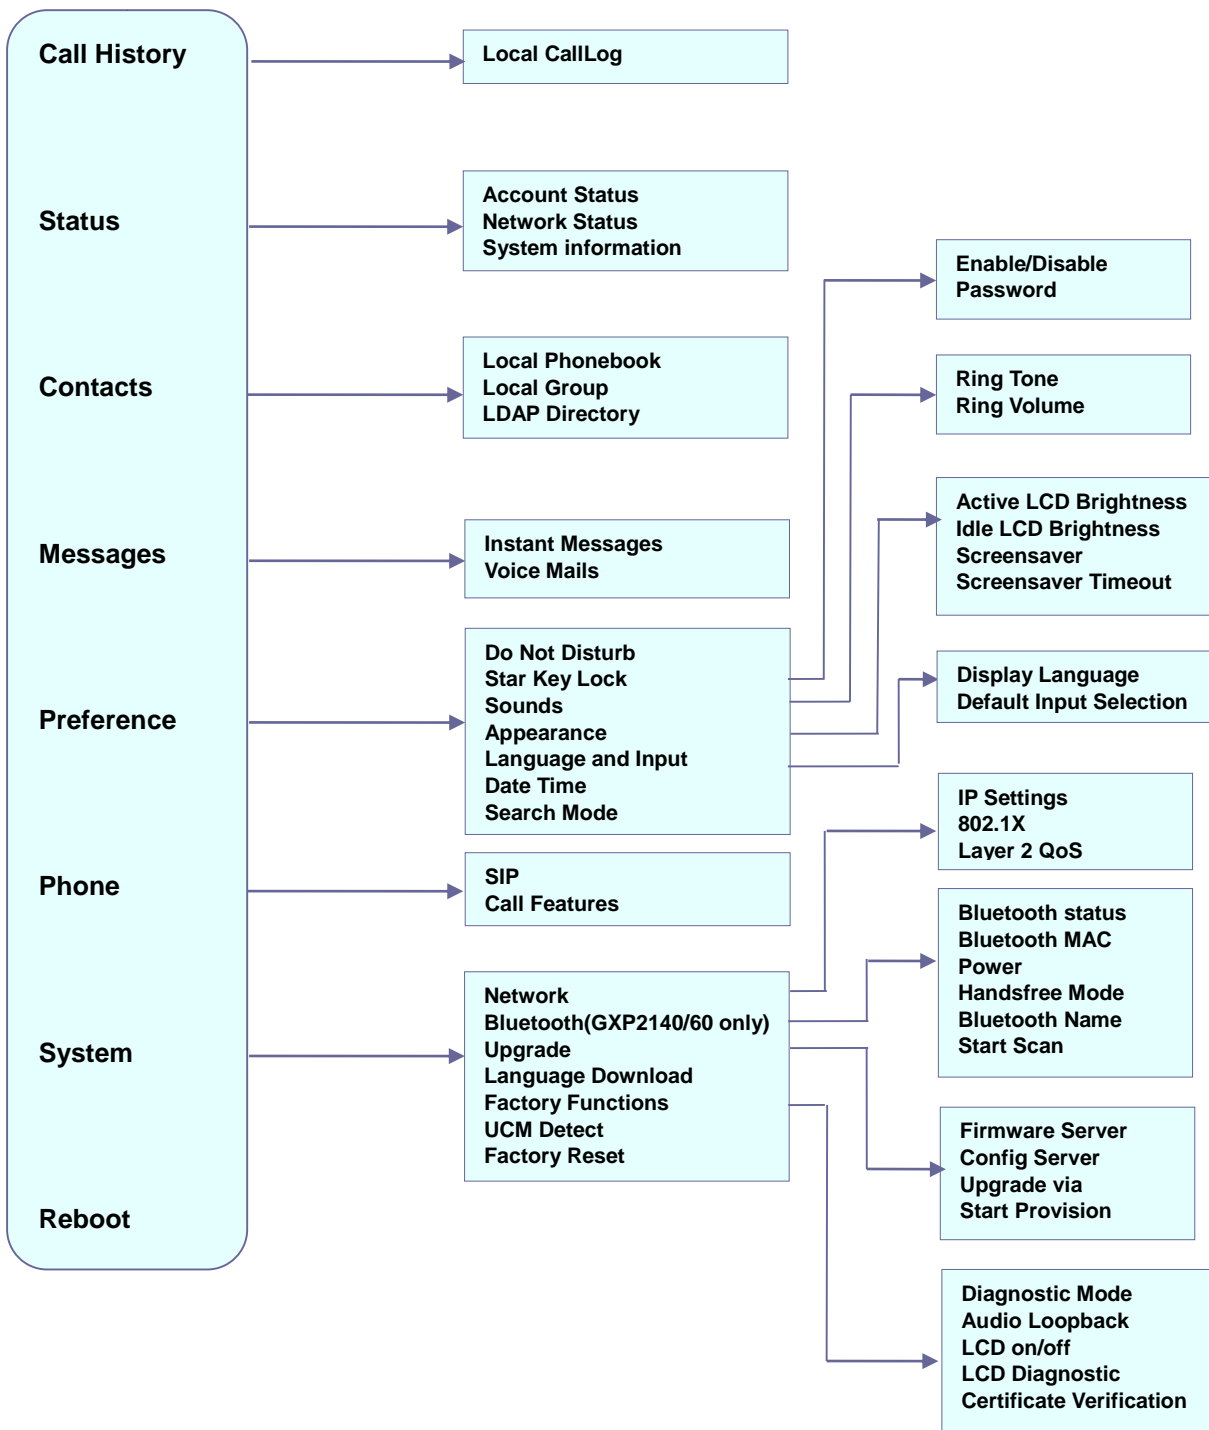 Call History
Local CallLog
Status
Account Status
Network Status
System information
Enable/Disable
Password
Contacts
Local Phonebook
Local Group
LDAP Directory
Ring Tone
Ring Volume
Messages
Instant Messages
Voice Mails
Active LCD Brightness
Idle LCD Brightness
Screensaver
Screensaver Timeout
Preference
Do Not Disturb
Star Key Lock
Sounds
Appearance
Language and Input
Date Time
Search Mode
Display Language
Default Input Selection
Phone
SIP
Call Features
IP Settings
802.1X
Layer 2 QoS
System
Network
Bluetooth(GXP2140/60 only)
Upgrade
Language Download
Factory Functions
UCM Detect
Factory Reset
Bluetooth status
Bluetooth MAC
Power
Handsfree Mode
Bluetooth Name
Start Scan
Firmware Server
Config Server
Upgrade via
Start Provision
Reboot
Diagnostic Mode
Audio Loopback
LCD on/off
LCD Diagnostic
Certificate Verification